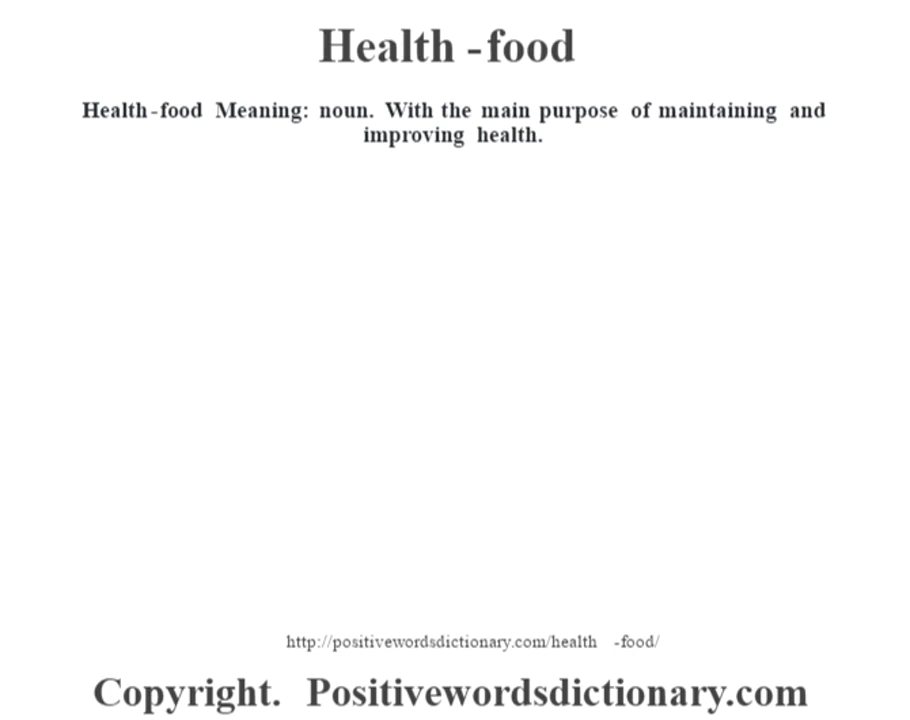 Health -food
Health-food Meaning: noun. With the main purpose of maintaining and
improving health.
http://positivewordsdictionary.com/health -food/
Copyright. Positivewordsdictionary.com